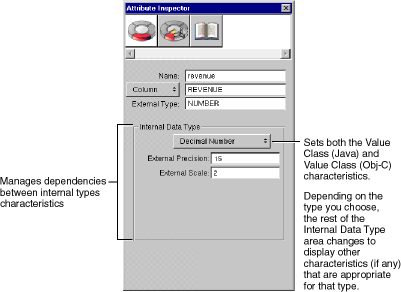 Attribute Inspector
Name: revenue
Column REVENUE
External Type: NUMBER
Internal Data Type
Decimal Number
External Precision: 15
External Scale: 2
Manages dependencies
between internal types
characteristics
Sets both the Value
Class (Java) and
Value Class (Obj-C)
characteristics.
Depending on the
type you choose,
the rest of the
Internal Data Type
area changes to
display other
characteristics (if any)
that are appropriate
for that type.